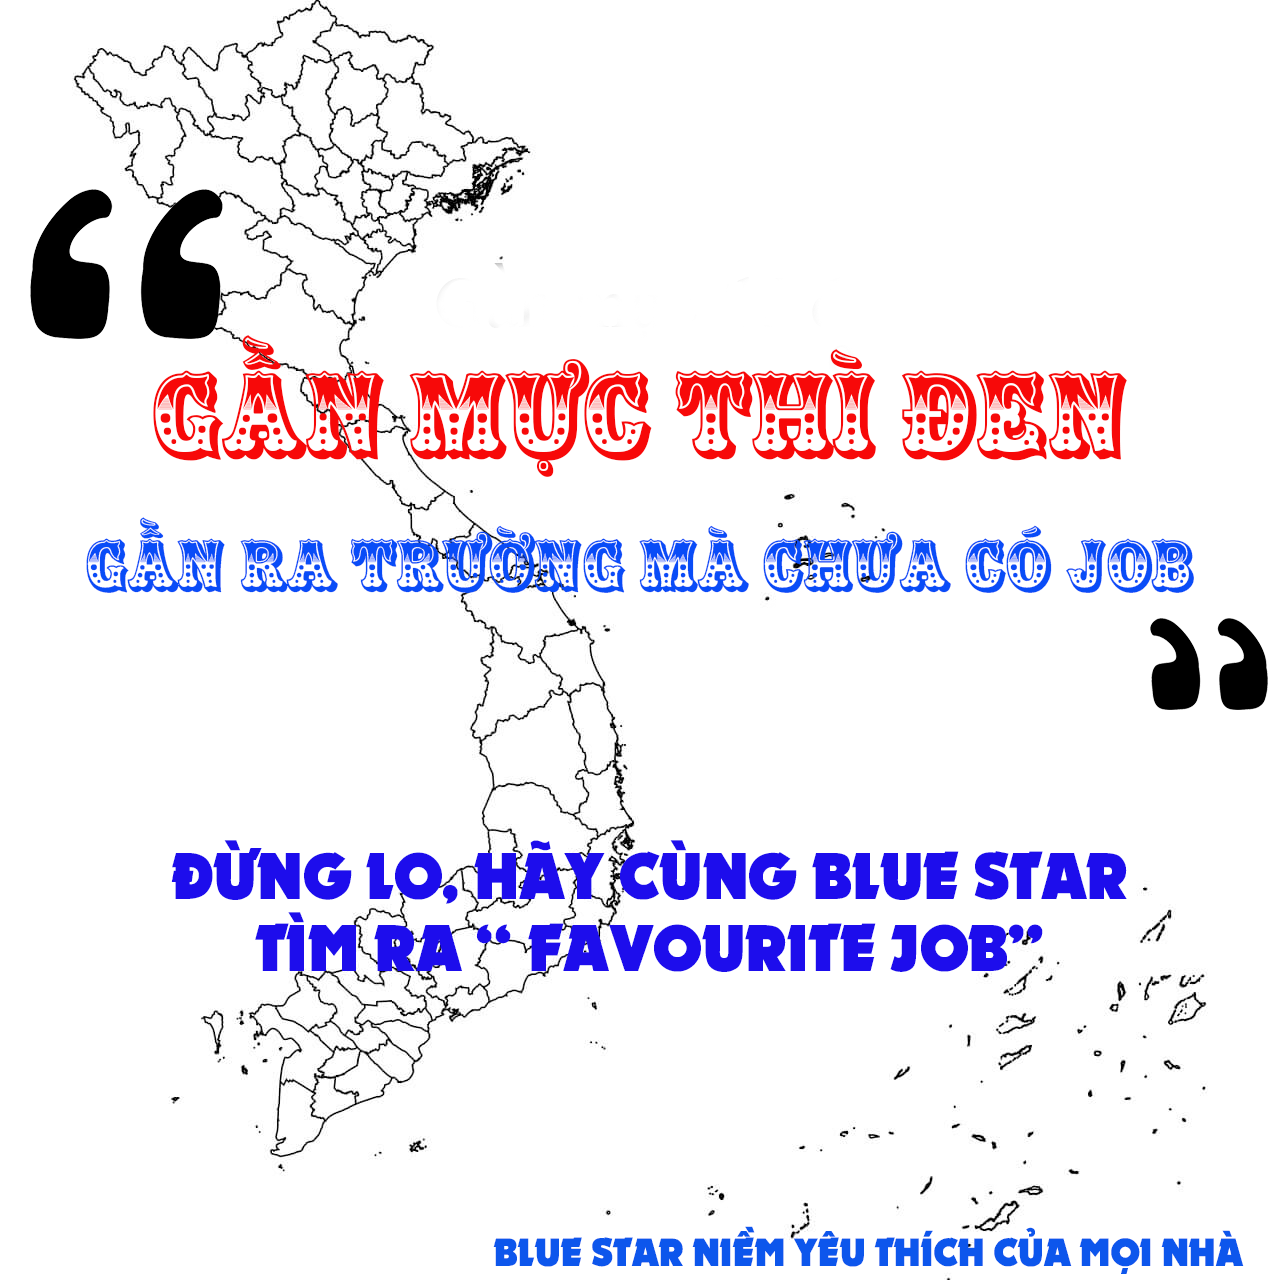 “
GẦN MỰC THÌ ĐEN
GẦN RA TRƯỜNG MÀ CHƯA CÓ JOB
”
ĐỪNG LO, HÃY CÙNG BLUE STAR
TÌM RA “ FAVOURITE JOB”
BLUE STAR NIỀM YÊU THÍCH CỦA MỌI NHÀ